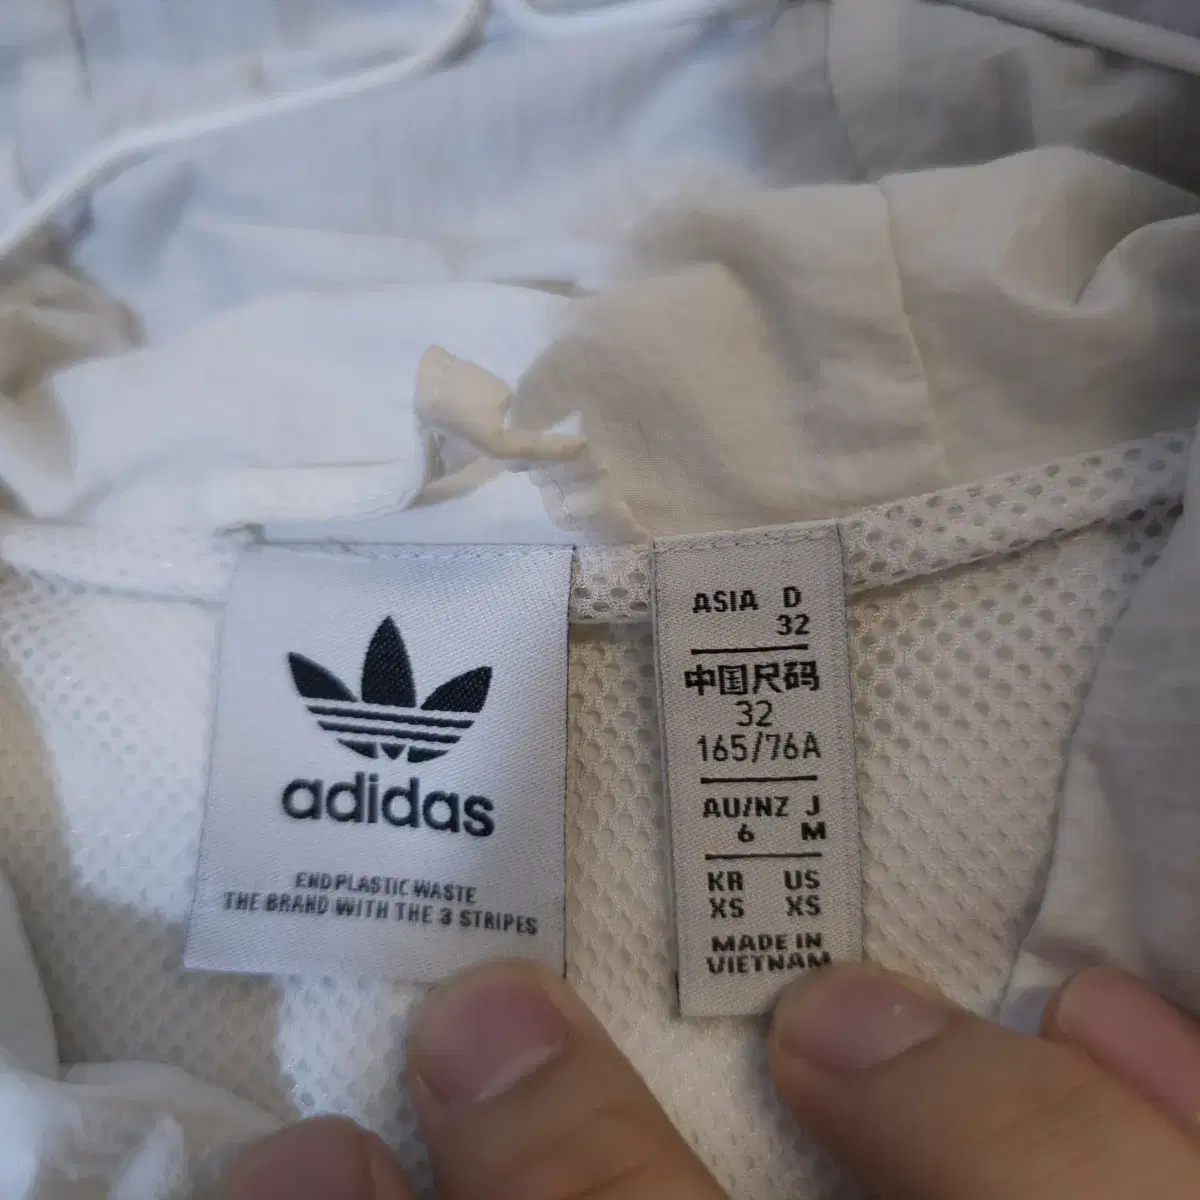 adidas
END PLASTIC WASTE
THE BRAND WITH THE 3 STRIPES
ASIA D
32
中国尺码
32
165/76A
AU/NZ J
6 M
KR US
XS XS
MADE IN
VIETNAM